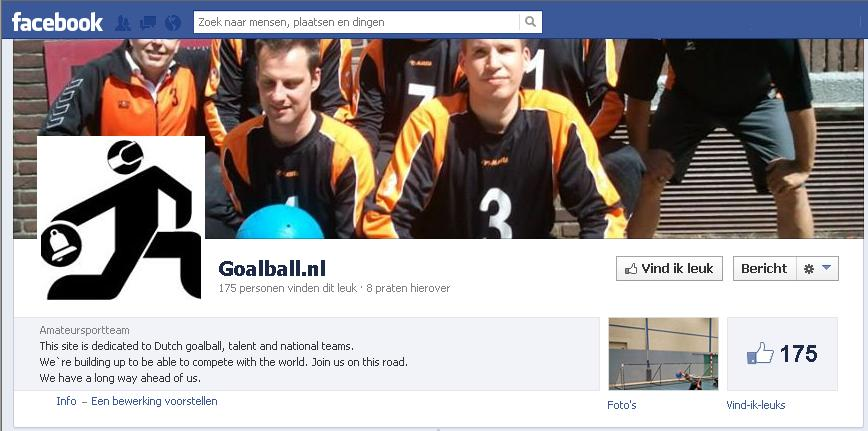 facebook
Zoek naar mensen, plaatsen en dingen
3
7
3
Goalball.nl
Vind ik leuk
Bericht
175 personen vinden dit leuk · 8 praten hierover
Amateursportteam
This site is dedicated to Dutch goalball, talent and national teams.
We`re building up to be able to compete with the world. Join us on this road.
We have a long way ahead of us.
175
Info – Een bewerking voorstellen
Foto's
Vind-ik-leuks